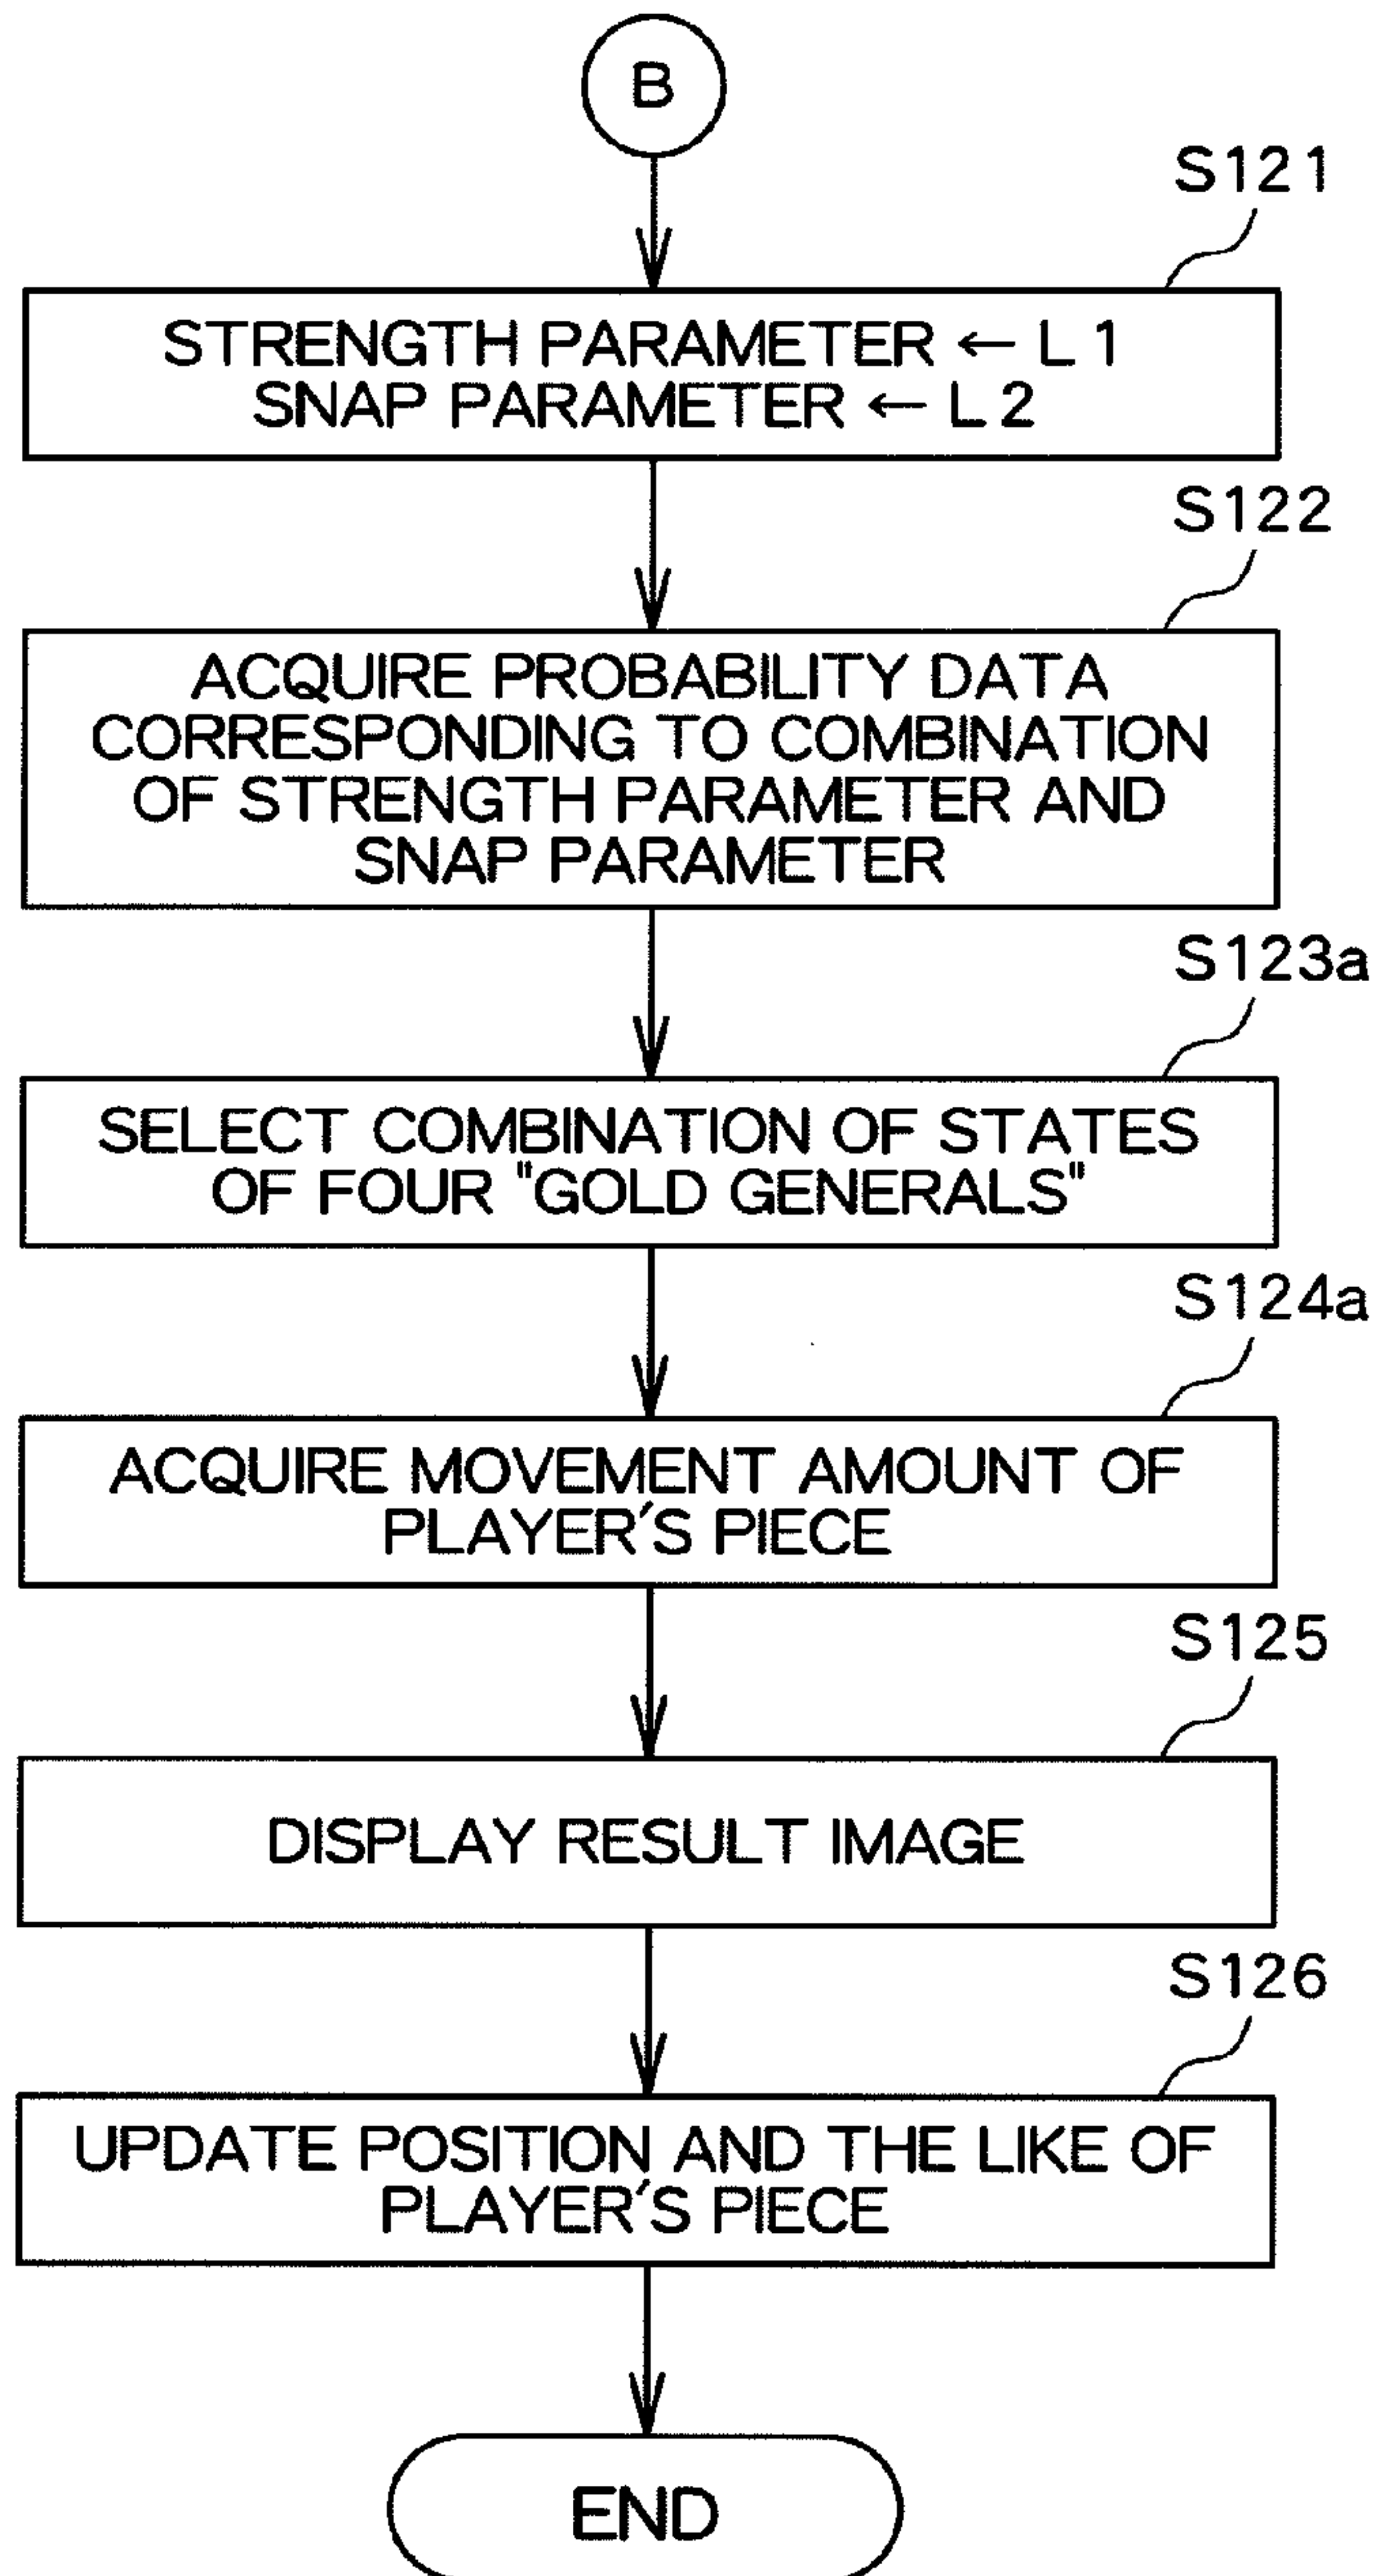 B
S121
STRENGTH PARAMETER ← L1
SNAP PARAMETER ← L2
S122
ACQUIRE PROBABILITY DATA
CORRESPONDING TO COMBINATION
OF STRENGTH PARAMETER AND
SNAP PARAMETER
S123a
SELECT COMBINATION OF STATES
OF FOUR "GOLD GENERALS"
S124a
ACQUIRE MOVEMENT AMOUNT OF
PLAYER'S PIECE
S125
DISPLAY RESULT IMAGE
S126
UPDATE POSITION AND THE LIKE OF
PLAYER'S PIECE
END